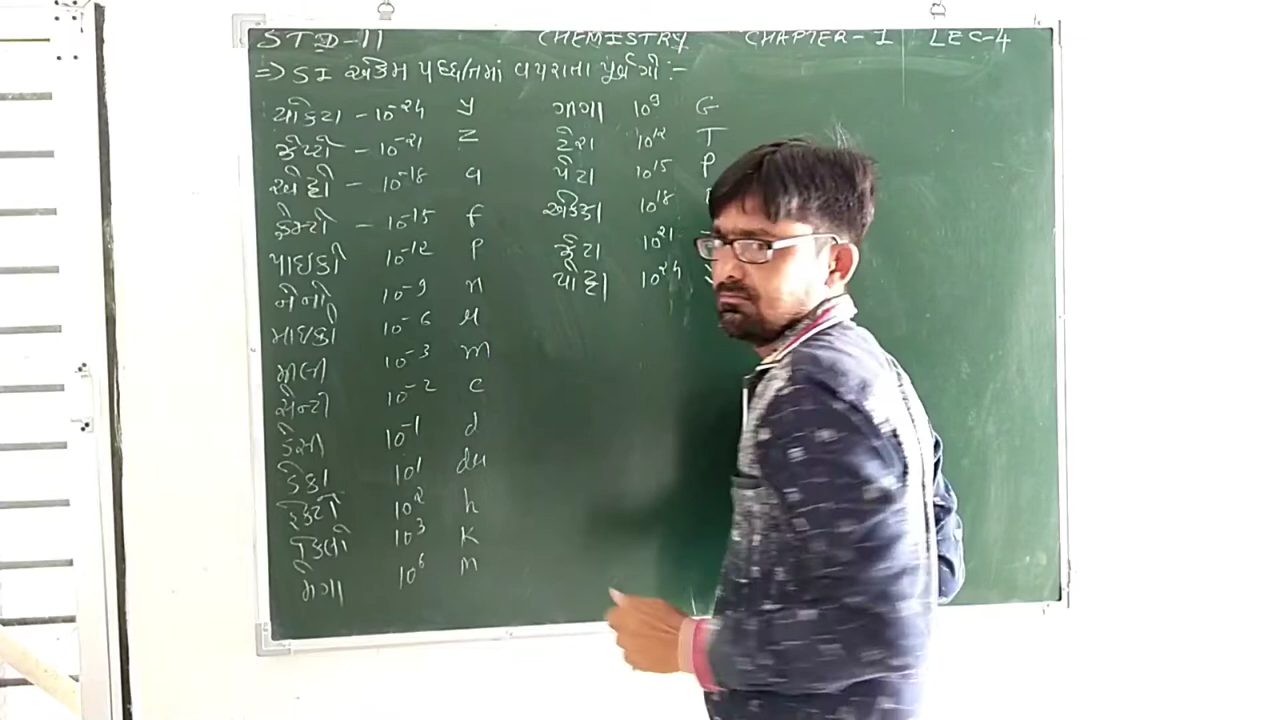 STD-11 CHEMISTRY CHAPTER-1 LEC-4
⇒ SI એકમ પદ્ધતિમાં વપરાતા પૂર્વગો :-
યોક્ટો - 10⁻²⁴ y
ઝેપ્ટો - 10⁻²¹ z
એટ્ટો - 10⁻¹⁸ a
ફેમ્ટો - 10⁻¹⁵ f
પાઇકો 10⁻¹² p
નેનો 10⁻⁹ n
માઇક્રો 10⁻⁶ μ
મીલી 10⁻³ m
સેન્ટી 10⁻² c
ડેસી 10⁻¹ d
ડેકા 10¹ da
હેક્ટો 10² h
કિલો 10³ K
મેગા 10⁶ M
ગીગા 10⁹ G
ટેરા 10¹² T
પેટા 10¹⁵ P
એક્ઝા 10¹⁸
ઝેટા 10²¹
યોટ્ટા 10²⁴